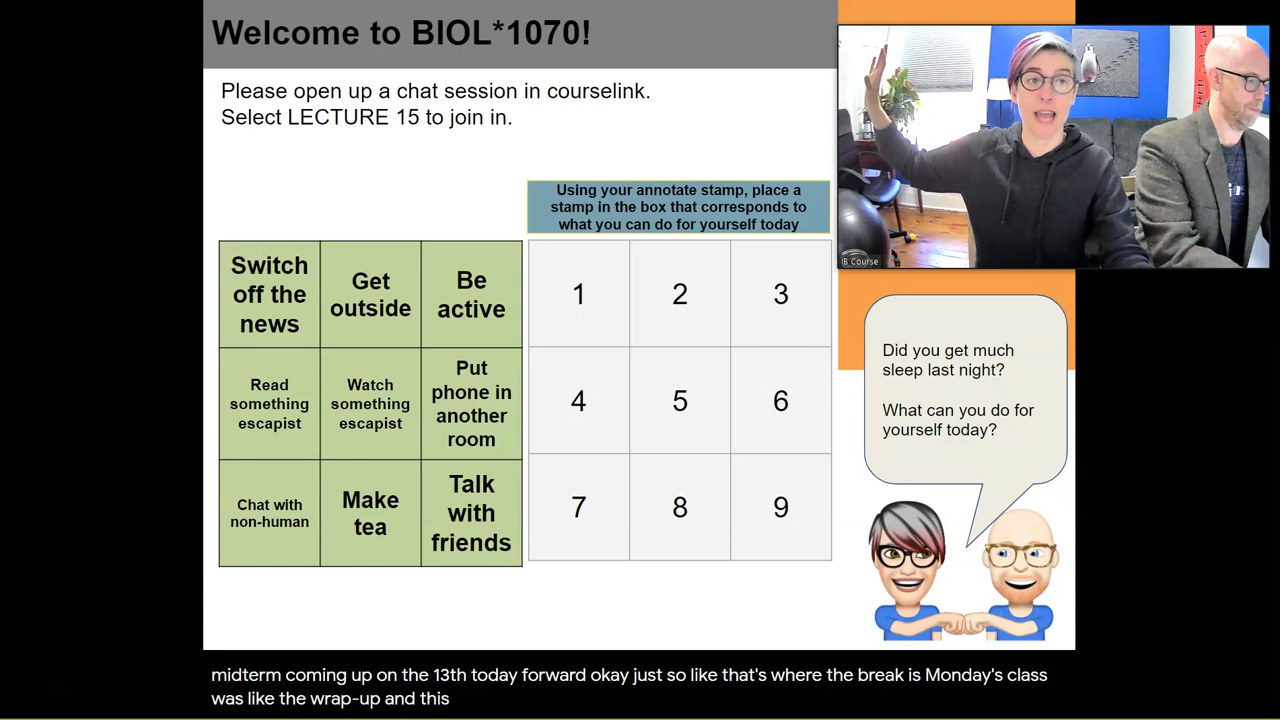 Welcome to BIOL*1070!
Please open up a chat session in courselink.
Select LECTURE 15 to join in.
Using your annotate stamp, place a
stamp in the box that corresponds to
what you can do for yourself today
Switch
off the
news
Get
outside
Be
active
1
2
3
Read
something
escapist
Watch
something
escapist
Put
phone in
another
room
4
5
6
Chat with
non-human
Make
tea
Talk
with
friends
7
8
9
IB Course
Did you get much
sleep last night?
What can you do for
yourself today?
midterm coming up on the 13th today forward okay just so like that's where the break is Monday's class
was like the wrap-up and this